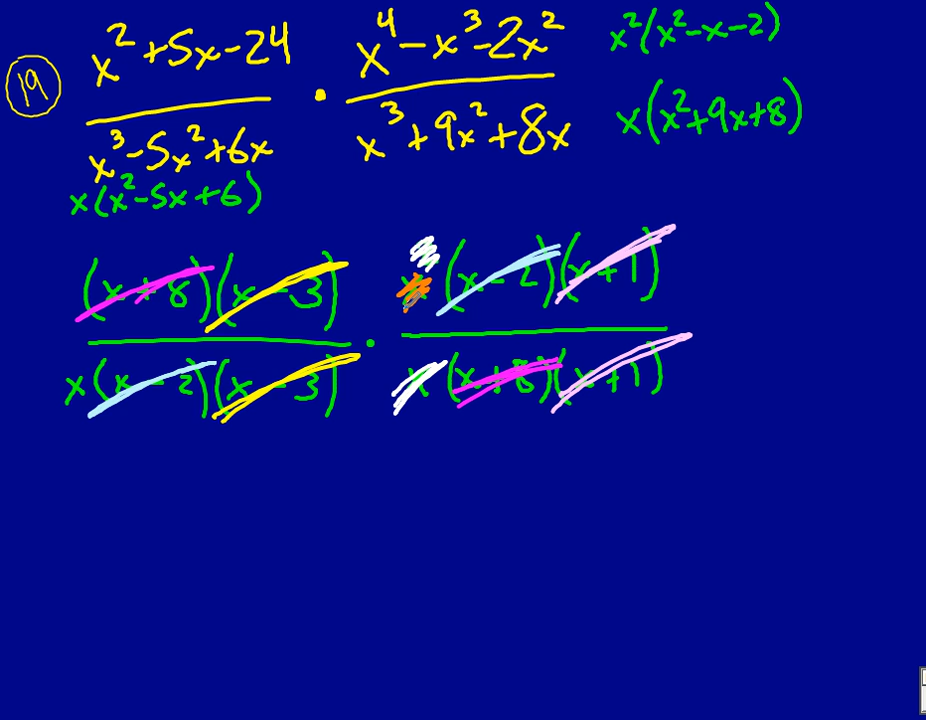 19
x² + 5x - 24 / x³ - 5x² + 6x · x⁴ - x³ - 2x² / x³ + 9x² + 8x
x²(x² - x - 2)
x(x² + 9x + 8)
x(x² - 5x + 6)
(x + 8)(x - 3) / x(x - 2)(x - 3) · (x - 2)(x + 1) / x(x + 8)(x + 1)